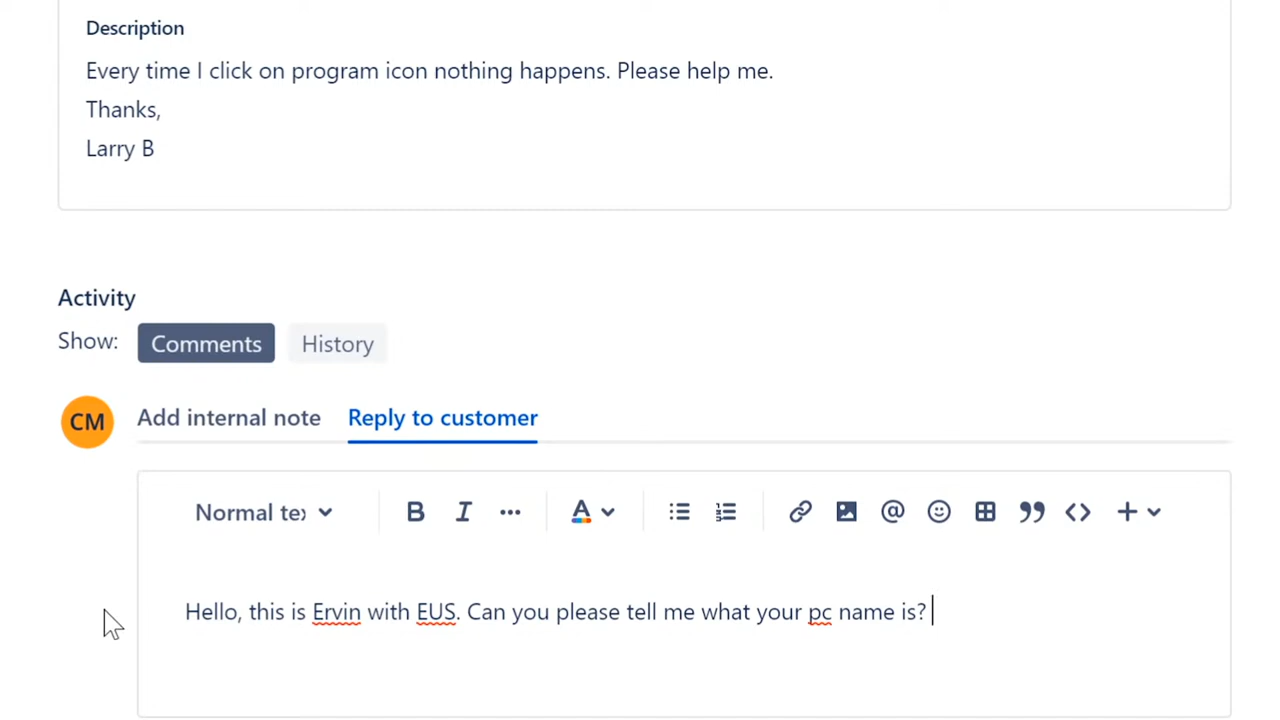 Description
Every time I click on program icon nothing happens. Please help me.
Thanks,
Larry B
Activity
Show: Comments History
CM Add internal note Reply to customer
Normal te
Hello, this is Ervin with EUS. Can you please tell me what your pc name is?